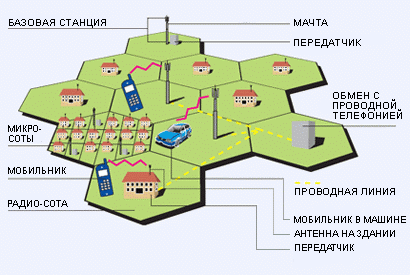 БАЗОВАЯ СТАНЦИЯ
МАЧТА
ПЕРЕДАТЧИК
ОБМЕН С
ПРОВОДНОЙ
ТЕЛЕФОНИЕЙ
МИКРО-
СОТЫ
МОБИЛЬНИК
РАДИО-СОТА
ПРОВОДНАЯ ЛИНИЯ
МОБИЛЬНИК В МАШИНЕ
АНТЕННА НА ЗДАНИИ
ПЕРЕДАТЧИК